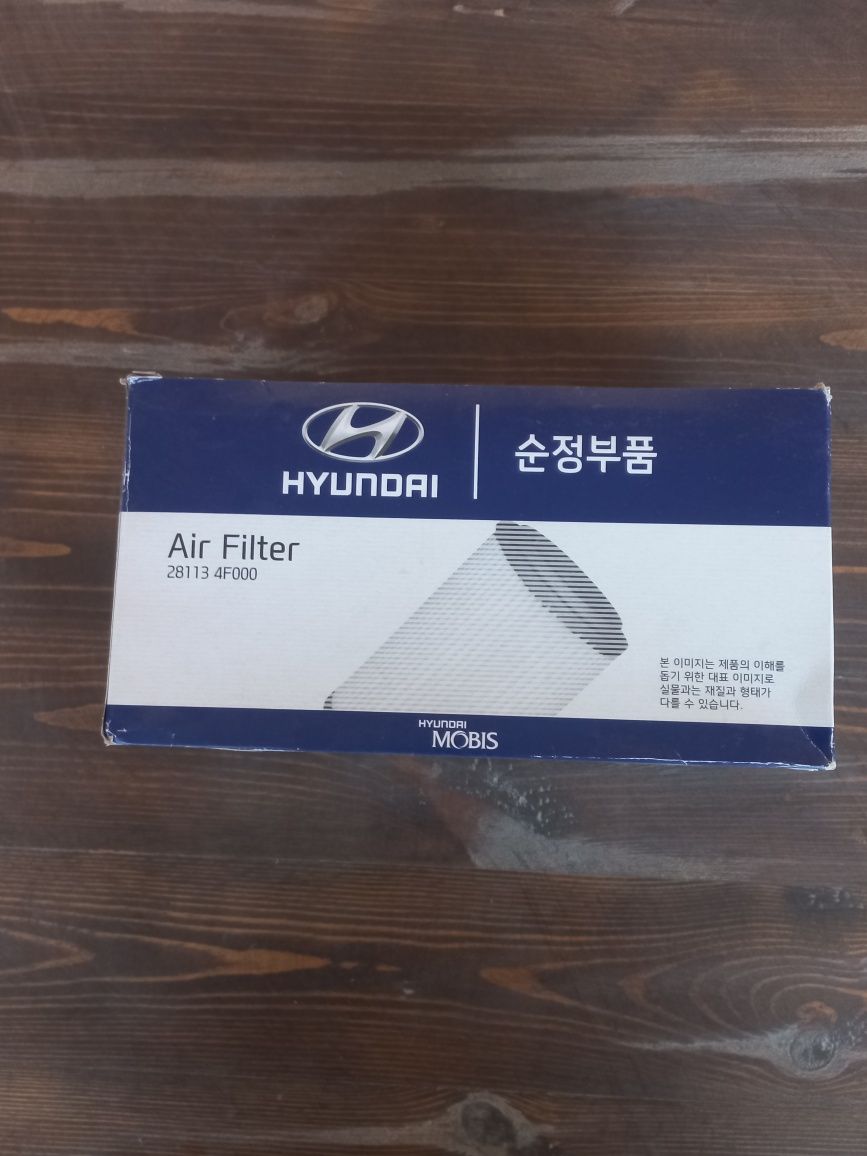 HYUNDAI
순정부품
Air Filter
28113 4F000
본 이미지는 제품의 이해를
돕기 위한 대표 이미지로
실물과는 재질과 형태가
다를 수 있습니다.
HYUNDAI
MOBIS